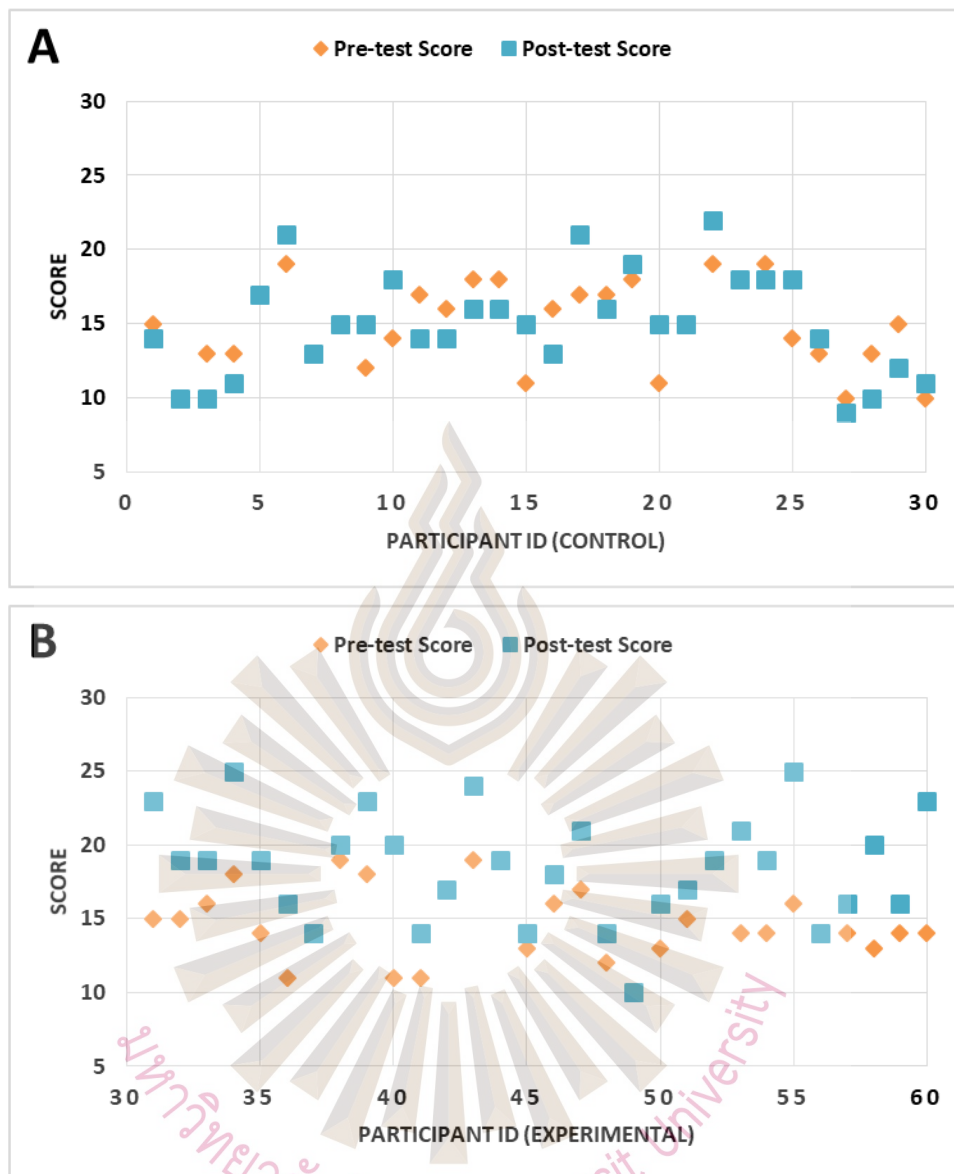 A
Pre-test Score Post-test Score
30
25
20
15
10
5
SCORE
0 5 10 15 20 25 30
PARTICIPANT ID (CONTROL)
B
Pre-test Score Post-test Score
30
25
20
15
10
5
SCORE
30 35 40 45 50 55 60
PARTICIPANT ID (EXPERIMENTAL)
University